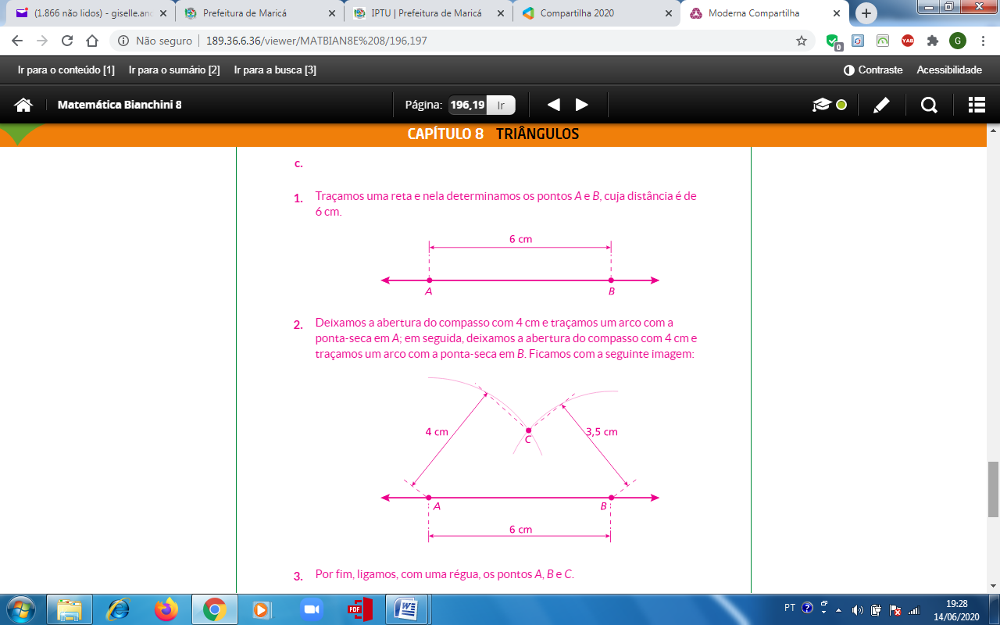 (1.866 não lidos) - giselle.and
Prefeitura de Maricá
IPTU | Prefeitura de Maricá
Compartilha 2020
Moderna Compartilha
Não seguro | 189.36.6.36/viewer/MATBIAN8E%208/196,197
0
YAB
G
Ir para o conteúdo [1]
Ir para o sumário [2]
Ir para a busca [3]
Contraste
Acessibilidade
Matemática Bianchini 8
Página: 196,19 Ir
CAPÍTULO 8 TRIÂNGULOS
c.
1. Traçamos uma reta e nela determinamos os pontos A e B, cuja distância é de
6 cm.
6 cm
A
B
2. Deixamos a abertura do compasso com 4 cm e traçamos um arco com a
ponta-seca em A; em seguida, deixamos a abertura do compasso com 4 cm e
traçamos um arco com a ponta-seca em B. Ficamos com a seguinte imagem:
4 cm
3,5 cm
C
A
B
6 cm
3. Por fim, ligamos, com uma régua, os pontos A, B e C.
PDF
W
PT
19:28
14/06/2020